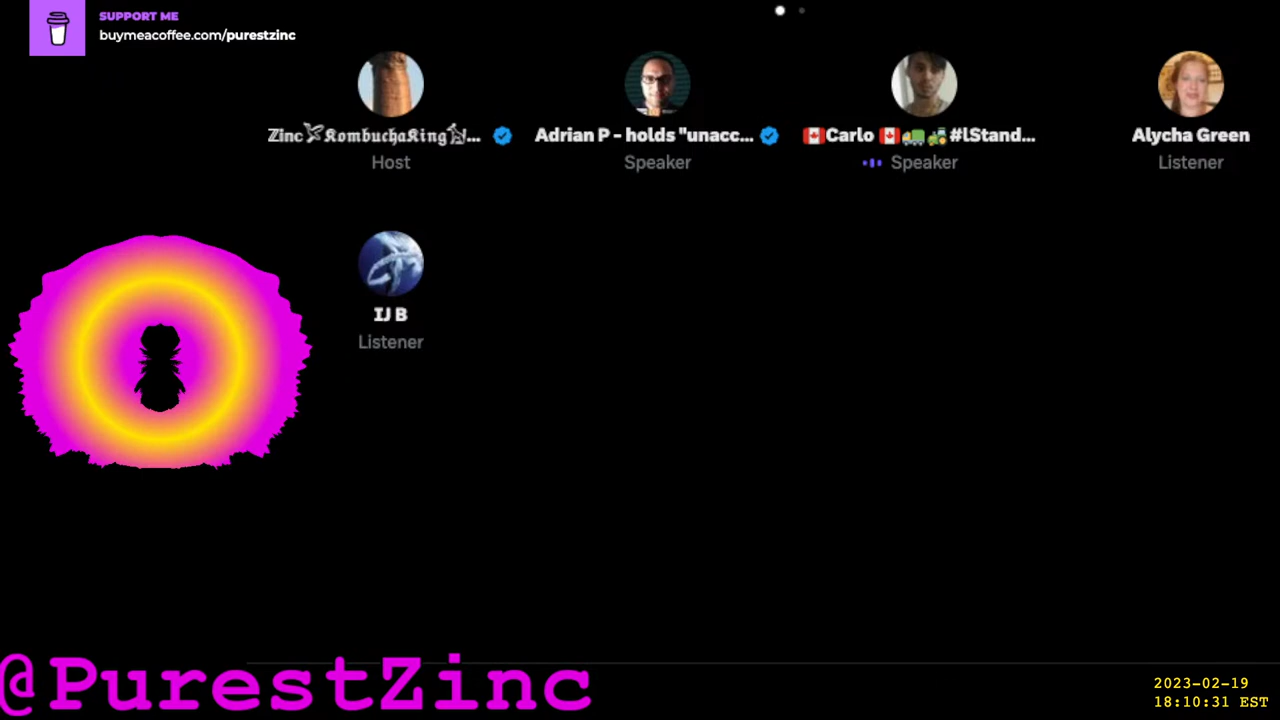 SUPPORT ME
buymeacoffee.com/purestzinc
ℤinc🕊𝕶𝖔𝖒𝖇𝖚𝖈𝖍𝖆𝕶𝖎𝖓𝖌
Host
Adrian P - holds "unacc...
Speaker
🇨🇦Carlo 🇨🇦🚛🚜#IStand...
Speaker
Alycha Green
Listener
IJ B
Listener
@PurestZinc
2023-02-19
18:10:31 EST